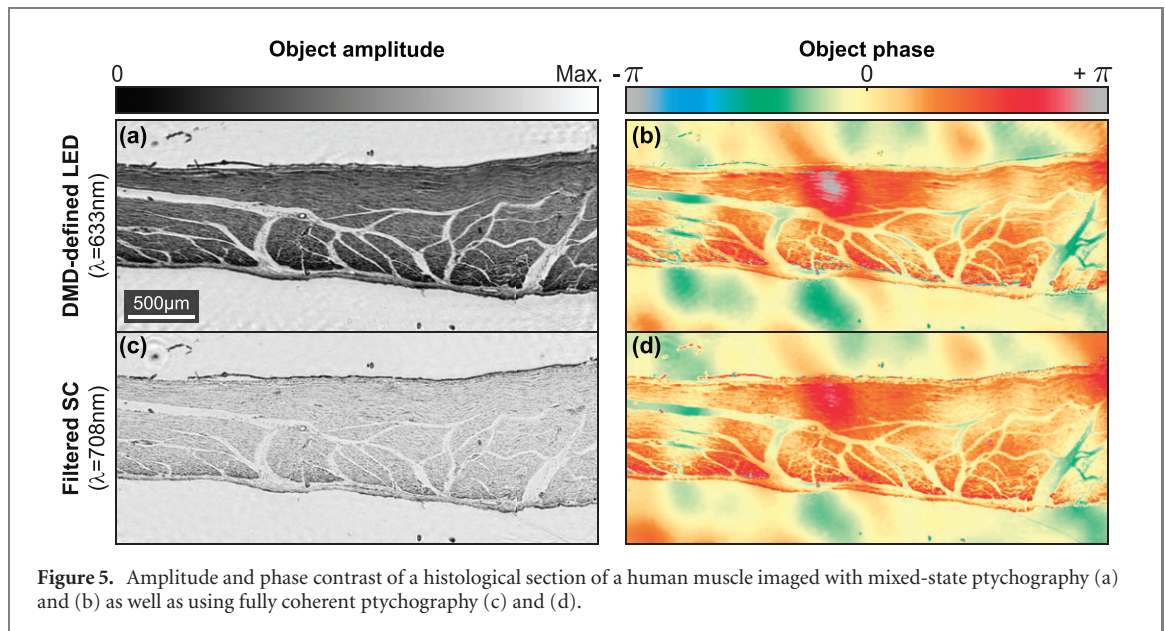 Object amplitude
Object phase
0
Max.
- π
0
+ π
DMD-defined LED
(λ=633nm)
(a)
(b)
500µm
Filtered SC
(λ=708nm)
(c)
(d)
Figure 5. Amplitude and phase contrast of a histological section of a human muscle imaged with mixed-state ptychography (a)
and (b) as well as using fully coherent ptychography (c) and (d).